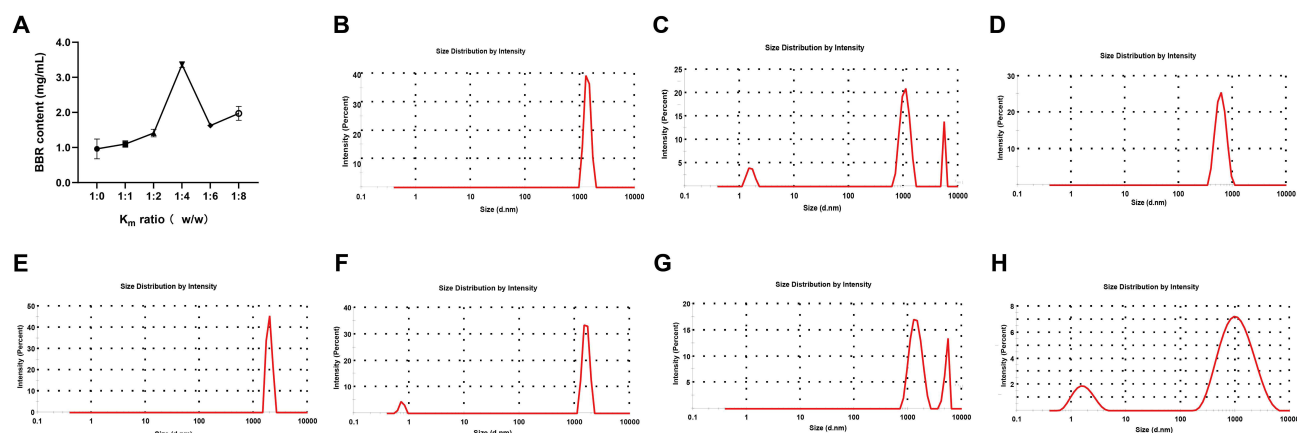 A
BBR content (mg/mL)
4.0
3.0
2.0
1.0
0.0
1:0
1:1
1:2
1:4
1:6
1:8
Km ratio ( w/w)
B
Size Distribution by Intensity
Intensity (Percent)
40
30
20
10
0.1
1
10
100
1000
10000
Size (d.nm)
C
Size Distribution by Intensity
Intensity (Percent)
25
20
15
10
5
0.1
1
10
100
1000
10000
Size (d.nm)
D
Size Distribution by Intensity
Intensity (Percent)
30
20
10
0.1
1
10
100
1000
10000
Size (d.nm)
E
Size Distribution by Intensity
Intensity (Percent)
50
40
30
20
10
0
0.1
1
10
100
1000
10000
Size (d.nm)
F
Size Distribution by Intensity
Intensity (Percent)
40
30
20
10
0.1
1
10
100
1000
10000
Size (d.nm)
G
Size Distribution by Intensity
Intensity (Percent)
20
15
10
5
0.1
1
10
100
1000
10000
Size (d.nm)
H
Size Distribution by Intensity
Intensity (Percent)
8
6
4
2
0.1
1
10
100
1000
10000
Size (d.nm)